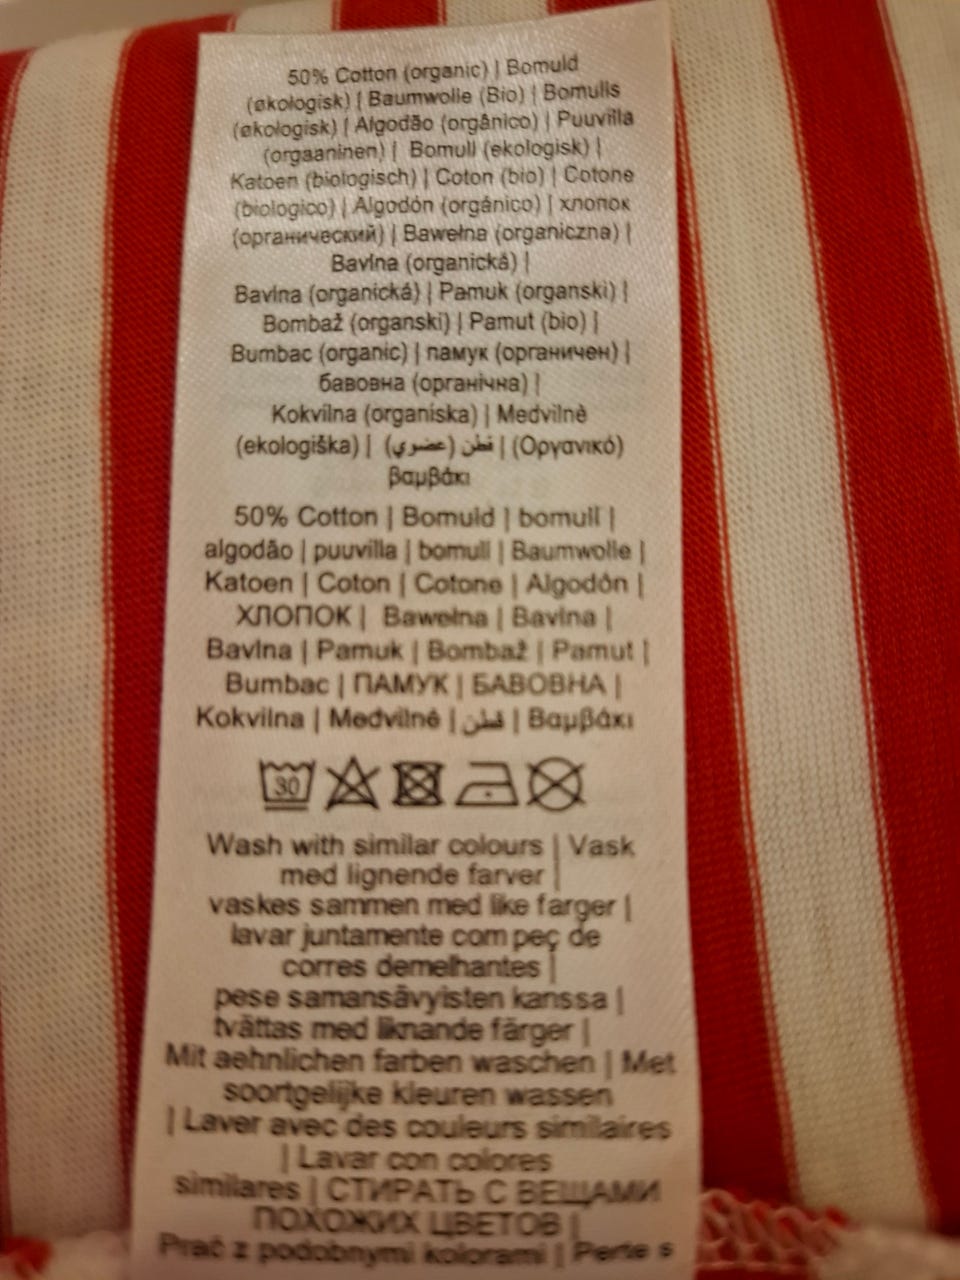 50% Cotton (organic) | Bomuld
(økologisk) | Baumwolle (Bio) | Bomulls
(økologisk) | Algodão (orgânico) | Puuvilla
(orgaaninen) | Bomull (ekologisk) |
Katoen (biologisch) | Coton (bio) | Cotone
(biologico) | Algodón (orgánico) | хлопок
(органический) | Bawełna (organiczna) |
Bavlna (organická) |
Bavlna (organická) | Pamuk (organski) |
Bombaž (organski) | Pamut (bio) |
Bumbac (organic) | памук (органичен) |
бавовна (органічна) |
Kokvilna (organiska) | Medvilnė
(ekologiška) | قطن (عضوي) | (Οργανικό)
βαμβάκι
50% Cotton | Bomuld | bomull |
algodão | puuvilla | bomull | Baumwolle |
Katoen | Coton | Cotone | Algodón |
ХЛОПОК | Bawełna | Bavlna |
Bavlna | Pamuk | Bombaž | Pamut |
Bumbac | ПАМУК | БАВОВНА |
Kokvilna | Medvilnė | قطن | Βαμβάκι
30
Wash with similar colours | Vask
med lignende farver |
vaskes sammen med like farger |
lavar juntamente com peç de
corres demelhantes |
pese samansävyisten kanssa |
tvättas med liknande färger |
Mit aehnlichen farben waschen | Met
soortgelijke kleuren wassen
| Laver avec des couleurs similaires
| Lavar con colores
similares | СТИРАТЬ С ВЕЩАМИ
ПОХОЖИХ ЦВЕТОВ |
Prać z podobnymi kolorami | Perte s